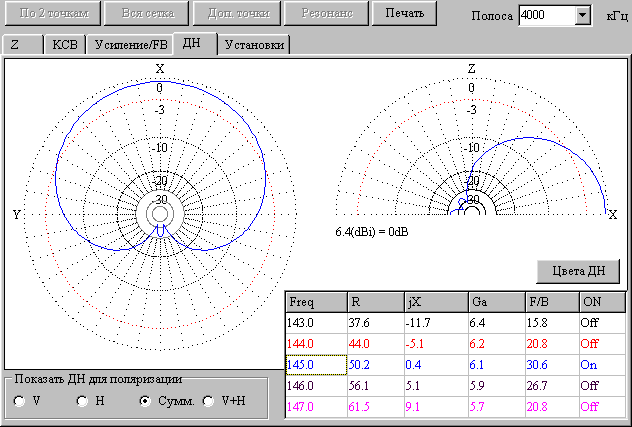 По 2 точкам Вся сетка Доп. точки Резонанс Печать Полоса 4000 кГц
Z КСВ Усиление/FB ДН Установки
X Z
0 0
-3 -3
-10 -10
-20 -20
-30 -30
Y X
6.4(dBi) = 0dB
Цвета ДН
Freq R jX Ga F/B ON
143.0 37.6 -11.7 6.4 15.8 Off
144.0 44.0 -5.1 6.2 20.8 Off
145.0 50.2 0.4 6.1 30.6 On
146.0 56.1 5.1 5.9 26.7 Off
147.0 61.5 9.1 5.7 20.8 Off
Показать ДН для поляризации
V H Сумм. V+H